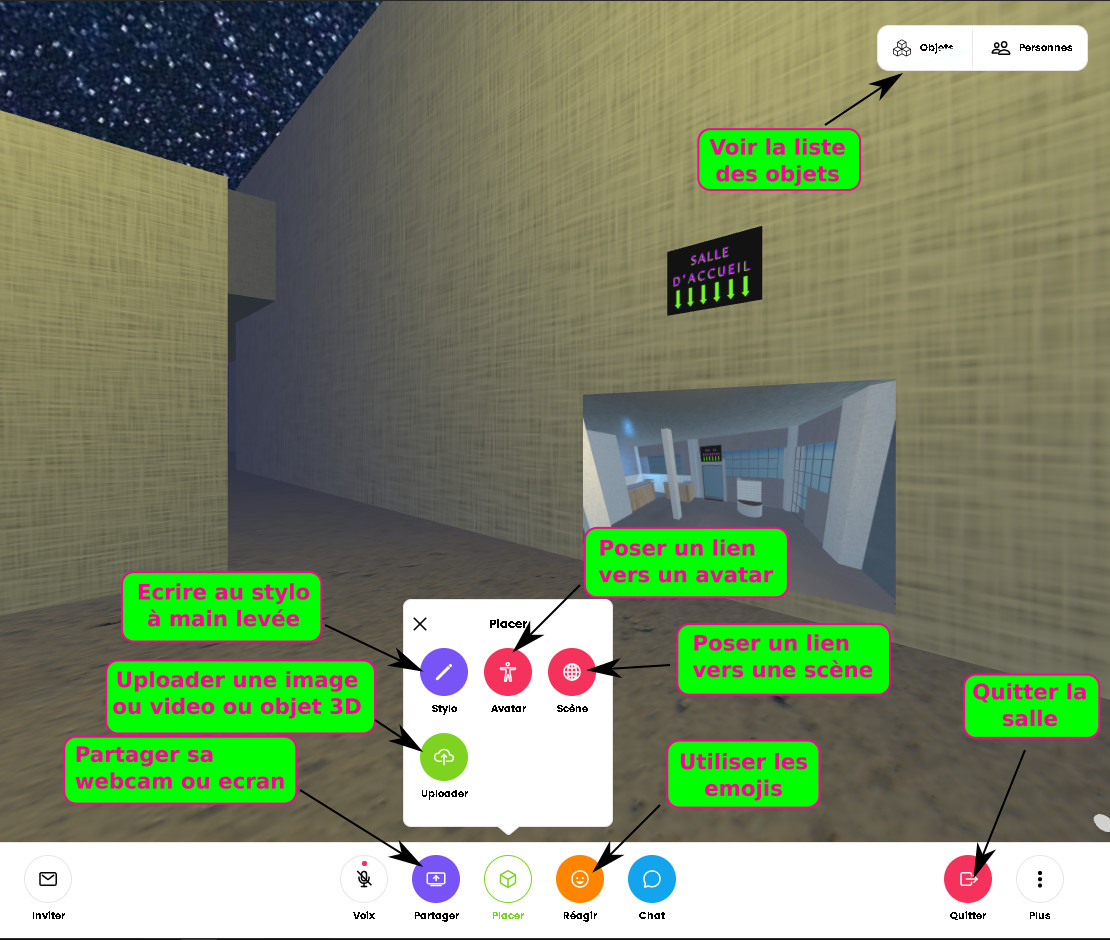 Objets
Personnes
Voir la liste
des objets
SALLE
D'ACCUEIL
Poser un lien
vers un avatar
Ecrire au stylo
à main levée
Placer
Poser un lien
vers une scène
Uploader une image
ou video ou objet 3D
Stylo
Avatar
Scène
Quitter la
salle
Partager sa
webcam ou ecran
Uploader
Utiliser les
emojis
Inviter
Voix
Partager
Placer
Réagir
Chat
Quitter
Plus